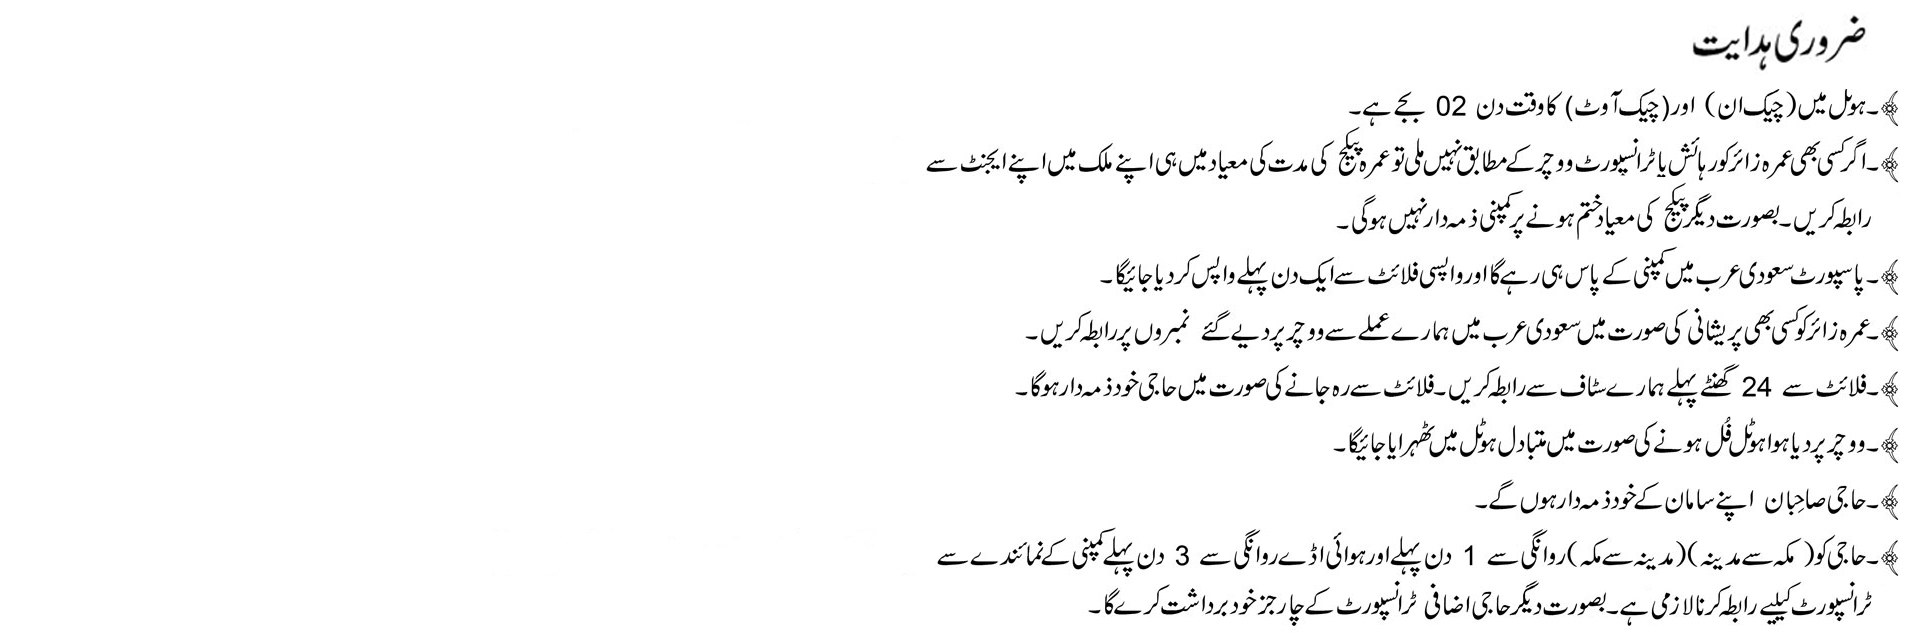 ضروری ہدایت
۔ہوٹل میں (چیک ان) اور (چیک آوٹ) کا وقت دن 02 بجے ہے۔
۔اگر کسی بھی عمرہ زائر کو رہائش یا ٹرانسپورٹ ووچر کے مطابق نہیں ملی تو عمرہ پیکج کی مدت کی معیاد میں ہی اپنے ملک میں اپنے ایجنٹ سے
رابطہ کریں۔ بصورت دیگر پیکج کی معیاد ختم ہونے پر کمپنی ذمہ دار نہیں ہوگی۔
۔پاسپورٹ سعودی عرب میں کمپنی کے پاس ہی رہے گا اور واپسی فلائٹ سے ایک دن پہلے واپس کر دیا جائیگا۔
۔عمرہ زائر کو کسی بھی پریشانی کی صورت میں سعودی عرب میں ہمارے عملے سے ووچر پر دیے گئے نمبروں پر رابطہ کریں۔
۔فلائٹ سے 24 گھنٹے پہلے ہمارے سٹاف سے رابطہ کریں۔ فلائٹ سے رہ جانے کی صورت میں حاجی خود ذمہ دار ہوگا۔
۔ووچر پر دیا ہوا ہوٹل فُل ہونے کی صورت میں متبادل ہوٹل میں ٹھہرایا جائیگا۔
۔حاجی صاحِبان اپنے سامان کے خود ذمہ دار ہوں گے۔
۔حاجی کو (مکہ سے مدینہ) (مدینہ سے مکہ) روانگی سے 1 دن پہلے اور ہوائی اڈے روانگی سے 3 دن پہلے کمپنی کے نمائندے سے
ٹرانسپورٹ کیلیے رابطہ کرنا لازمی ہے۔ بصورت دیگر حاجی اضافی ٹرانسپورٹ کے چارجز خود برداشت کرے گا۔